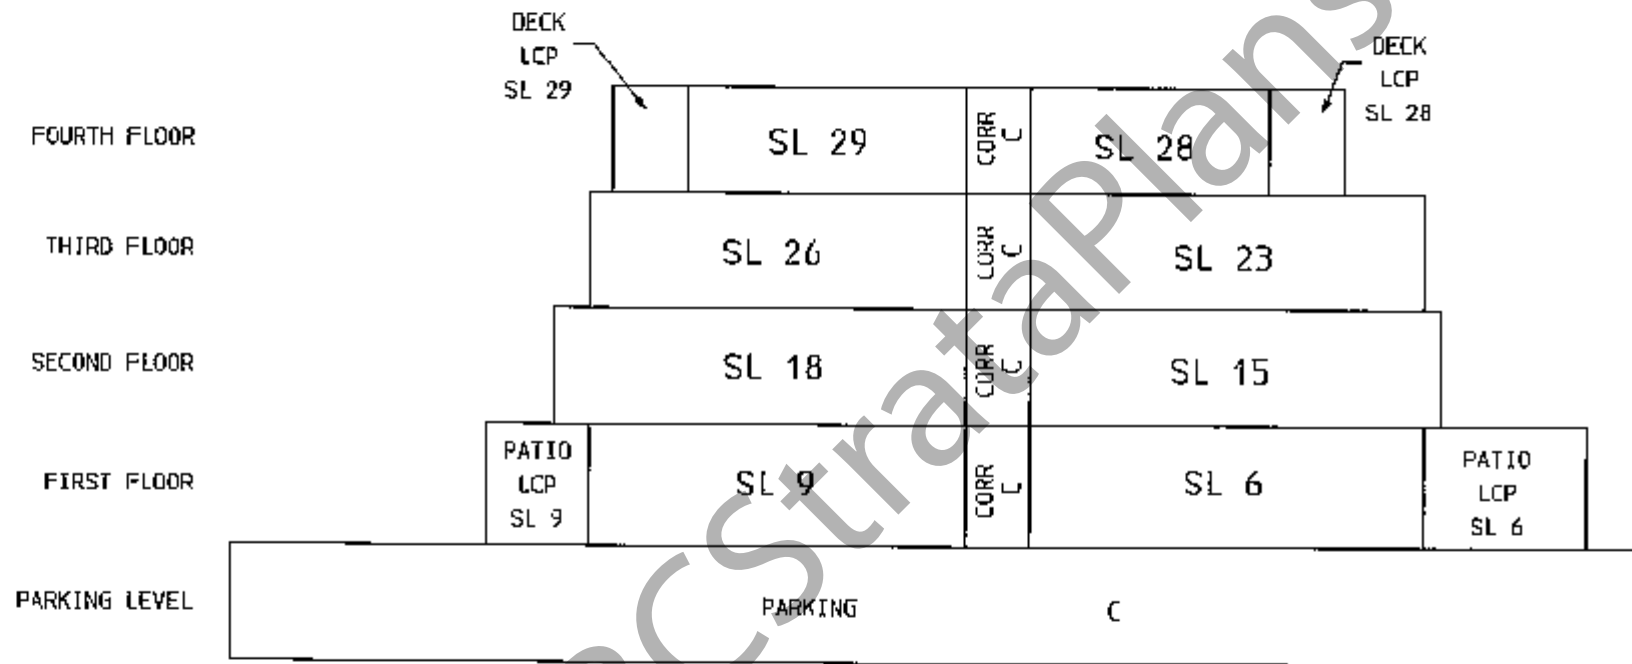 DECK
LCP
SL 29
DECK
LCP
SL 28
FOURTH FLOOR
SL 29
CORR
C
SL 28
THIRD FLOOR
SL 26
CORR
C
SL 23
SECOND FLOOR
SL 18
CORR
C
SL 15
FIRST FLOOR
PATIO
LCP
SL 9
SL 9
CORR
C
SL 6
PATIO
LCP
SL 6
PARKING LEVEL
PARKING
C
BCStrataPlans